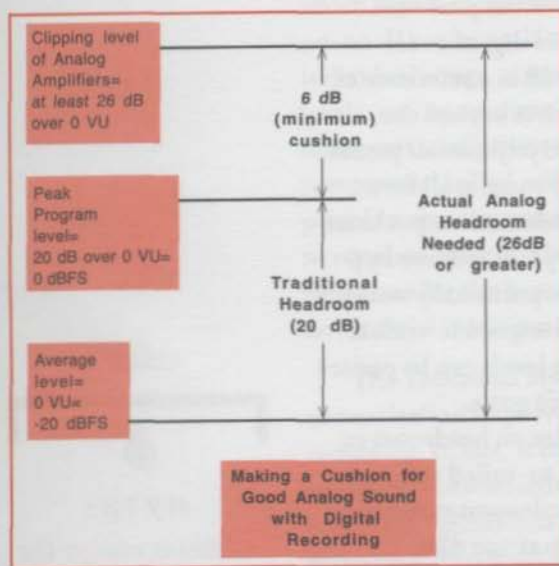 Clipping level
of Analog
Amplifiers=
at least 26 dB
over 0 VU
6 dB
(minimum)
cushion
Peak
Program
level=
20 dB over 0 VU=
0 dBFS
Actual Analog
Headroom
Needed (26dB
or greater)
Traditional
Headroom
(20 dB)
Average
level=
0 VU=
-20 dBFS
Making a Cushion for
Good Analog Sound
with Digital
Recording